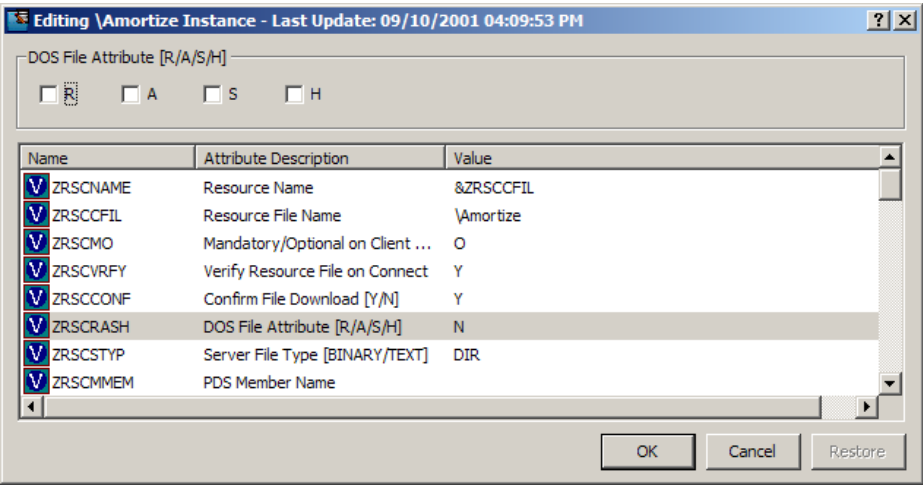 Editing \Amortize Instance - Last Update: 09/10/2001 04:09:53 PM
DOS File Attribute [R/A/S/H]
R A S H
Name Attribute Description Value
V ZRSCNAME Resource Name &ZRSCCFIL
V ZRSCCFIL Resource File Name \Amortize
V ZRSCMO Mandatory/Optional on Client ... O
V ZRSCVRFY Verify Resource File on Connect Y
V ZRSCCONF Confirm File Download [Y/N] Y
V ZRSCRASH DOS File Attribute [R/A/S/H] N
V ZRSCSTYP Server File Type [BINARY/TEXT] DIR
V ZRSCMMEM PDS Member Name
OK Cancel Restore